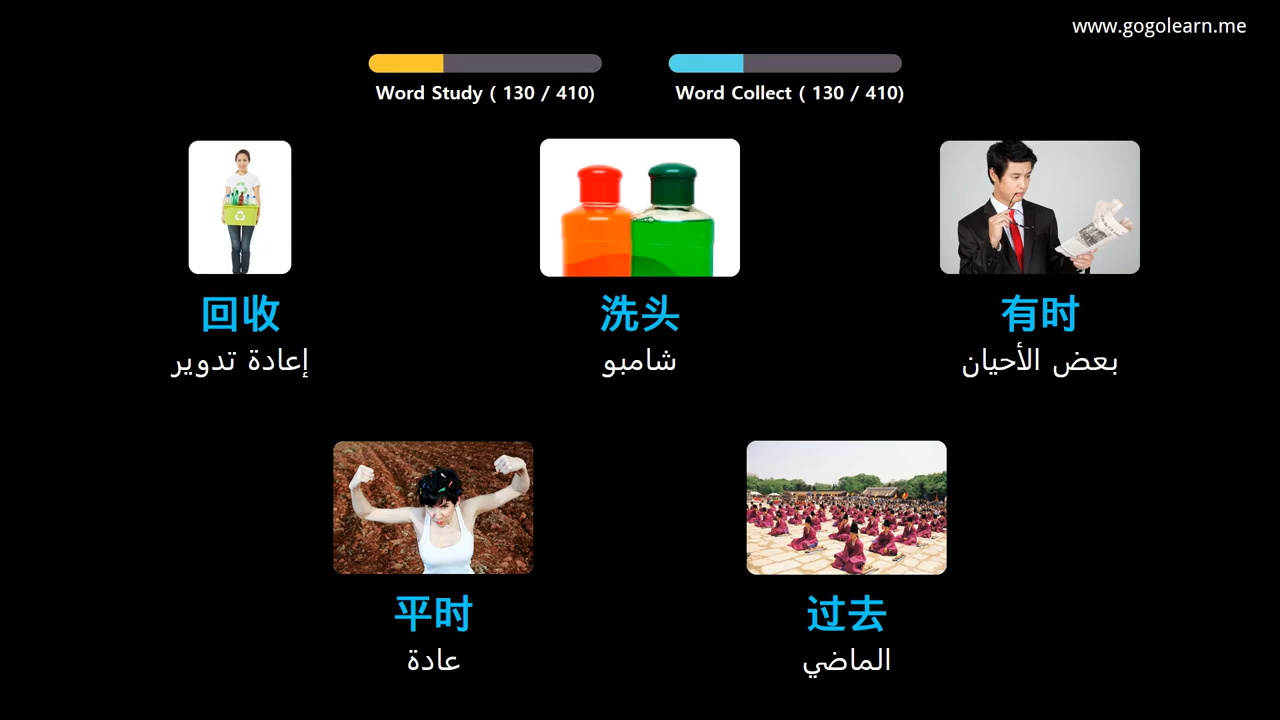 www.gogolearn.me
Word Study ( 130 / 410)
Word Collect ( 130 / 410)
回收
إعادة تدوير
洗头
شامبو
有时
بعض الأحيان
平时
عادة
过去
الماضي